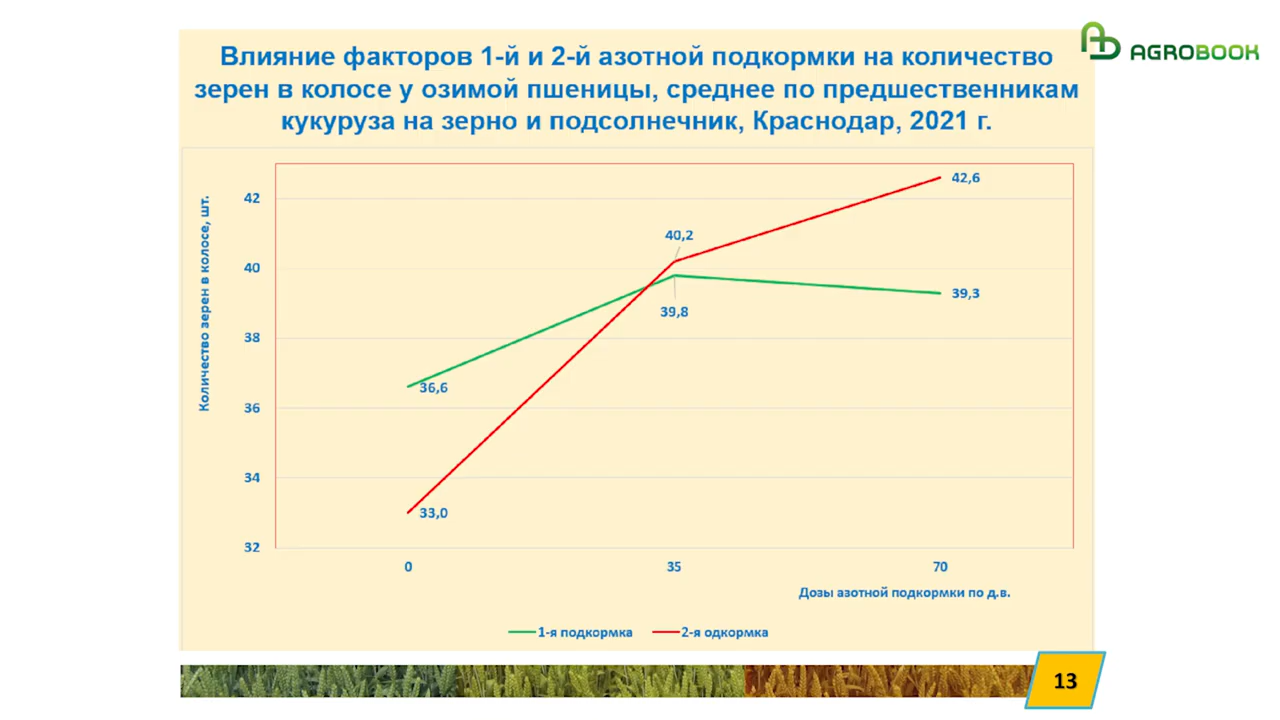 Влияние факторов 1-й и 2-й азотной подкормки на количество
зерен в колосе у озимой пшеницы, среднее по предшественникам
кукуруза на зерно и подсолнечник, Краснодар, 2021 г.
AGROBOOK
Количество зерен в колосе, шт.
42
40
38
36
34
32
42,6
40,2
39,3
39,8
36,6
33,0
0
35
70
Дозы азотной подкормки по д.в.
1-я подкормка
2-я одкормка
13